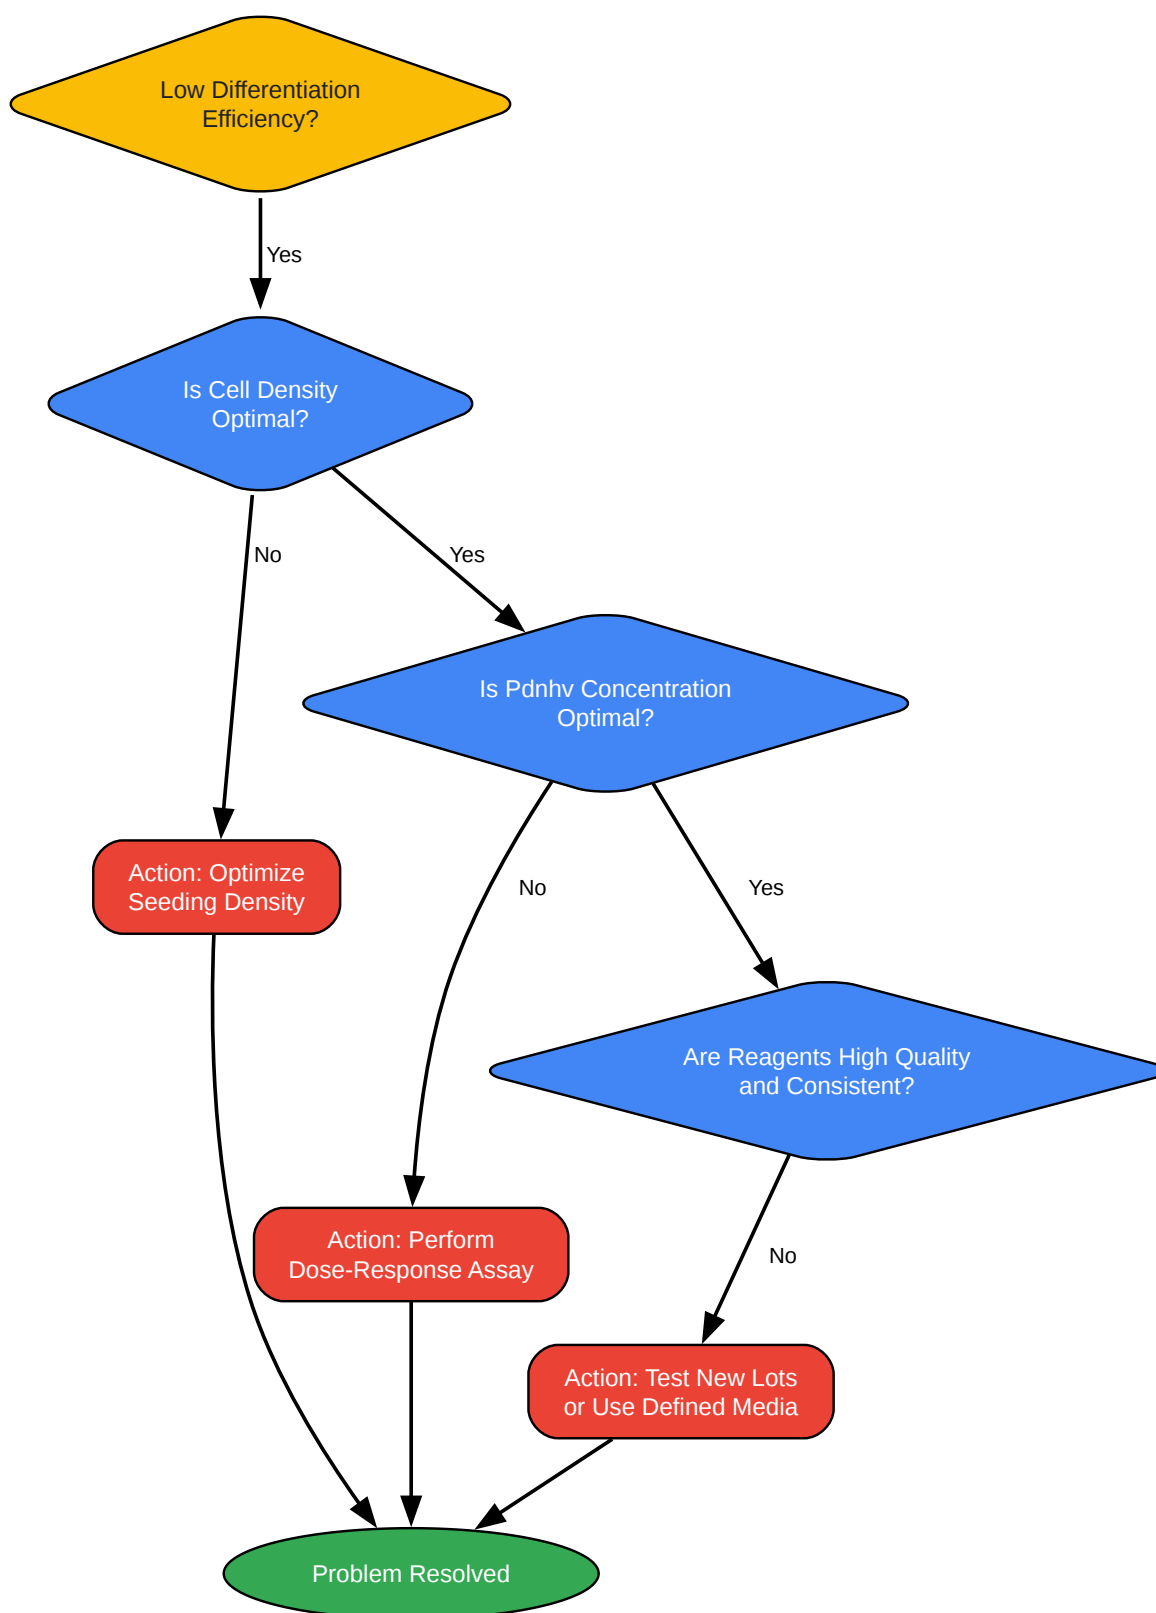 Low Differentiation
Efficiency?
Yes
Is Cell Density
Optimal?
No
Yes
Is Pdnhv Concentration
Optimal?
Action: Optimize
Seeding Density
No
Yes
Are Reagents High Quality
and Consistent?
Action: Perform
Dose-Response Assay
No
Action: Test New Lots
or Use Defined Media
Problem Resolved